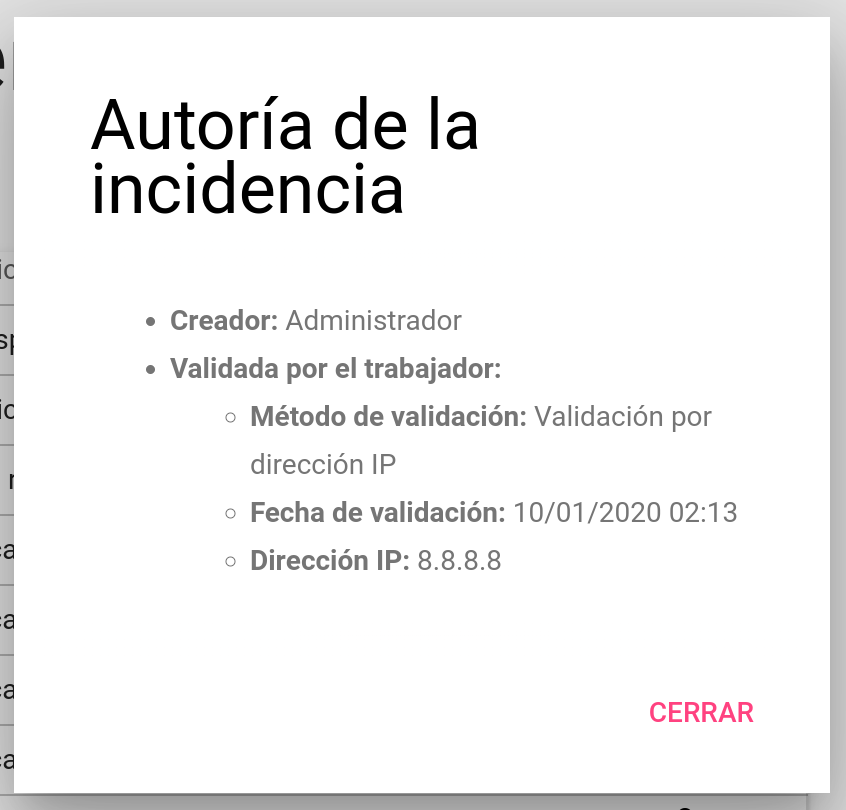 Autoría de la
incidencia
Creador: Administrador
Validada por el trabajador:
Método de validación: Validación por
dirección IP
Fecha de validación: 10/01/2020 02:13
Dirección IP: 8.8.8.8
CERRAR